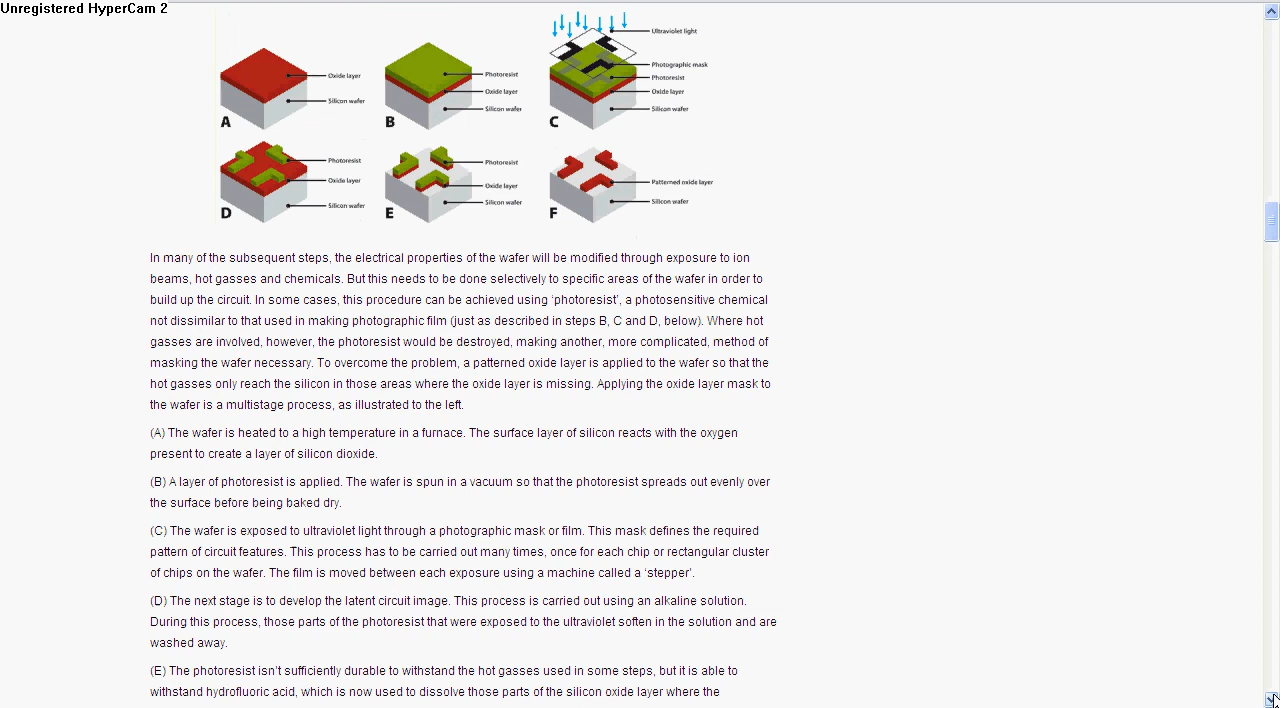 Unregistered HyperCam 2
Ultraviolet light
Photographic mask
Photoresist
Oxide layer
Silicon wafer
C
Photoresist
Oxide layer
Silicon wafer
B
Oxide layer
Silicon wafer
A
Photoresist
Oxide layer
Silicon wafer
D
Photoresist
Oxide layer
Silicon wafer
E
Patterned oxide layer
Silicon wafer
F
In many of the subsequent steps, the electrical properties of the wafer will be modified through exposure to ion
beams, hot gasses and chemicals. But this needs to be done selectively to specific areas of the wafer in order to
build up the circuit. In some cases, this procedure can be achieved using ‘photoresist’, a photosensitive chemical
not dissimilar to that used in making photographic film (just as described in steps B, C and D, below). Where hot
gasses are involved, however, the photoresist would be destroyed, making another, more complicated, method of
masking the wafer necessary. To overcome the problem, a patterned oxide layer is applied to the wafer so that the
hot gasses only reach the silicon in those areas where the oxide layer is missing. Applying the oxide layer mask to
the wafer is a multistage process, as illustrated to the left.
(A) The wafer is heated to a high temperature in a furnace. The surface layer of silicon reacts with the oxygen
present to create a layer of silicon dioxide.
(B) A layer of photoresist is applied. The wafer is spun in a vacuum so that the photoresist spreads out evenly over
the surface before being baked dry.
(C) The wafer is exposed to ultraviolet light through a photographic mask or film. This mask defines the required
pattern of circuit features. This process has to be carried out many times, once for each chip or rectangular cluster
of chips on the wafer. The film is moved between each exposure using a machine called a ‘stepper’.
(D) The next stage is to develop the latent circuit image. This process is carried out using an alkaline solution.
During this process, those parts of the photoresist that were exposed to the ultraviolet soften in the solution and are
washed away.
(E) The photoresist isn’t sufficiently durable to withstand the hot gasses used in some steps, but it is able to
withstand hydrofluoric acid, which is now used to dissolve those parts of the silicon oxide layer where the